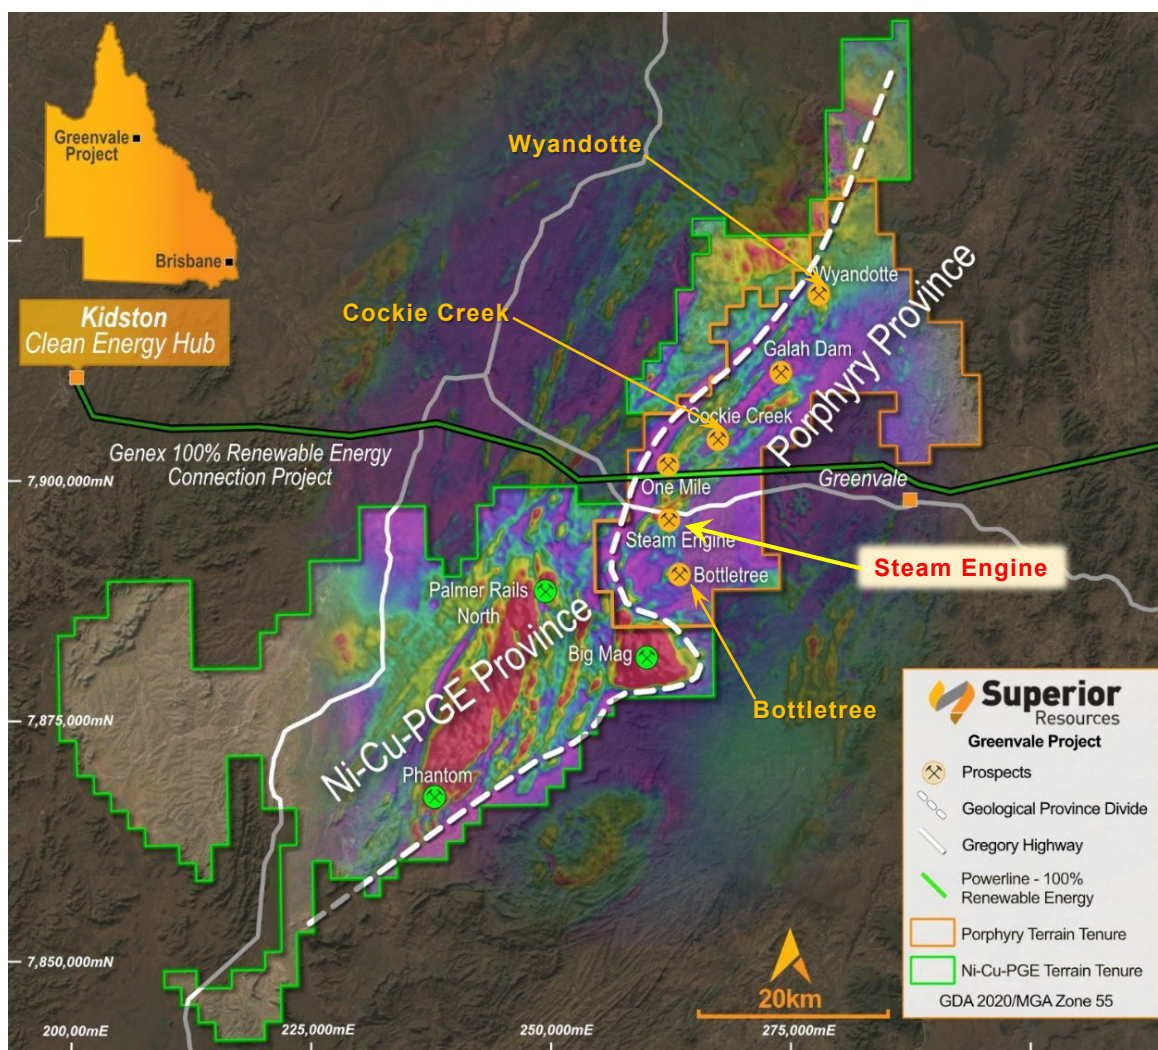 Greenvale
Project
Brisbane
Kidston
Clean Energy Hub
Wyandotte
Cockie Creek
Wyandotte
Galah Dam
Cockie Creek
Porphyry Province
Genex 100% Renewable Energy
Connection Project
One Mile
Greenvale
Steam Engine
Steam Engine
Bottletree
Palmer Rails
North
Big Mag
Ni-Cu-PGE Province
Bottletree
Phantom
7,900,000mN
7,875,000mN
7,850,000mN
200,00mE
225,000mE
250,000mE
275,000mE
20km
Superior
Resources
Greenvale Project
Prospects
Geological Province Divide
Gregory Highway
Powerline - 100%
Renewable Energy
Porphyry Terrain Tenure
Ni-Cu-PGE Terrain Tenure
GDA 2020/MGA Zone 55